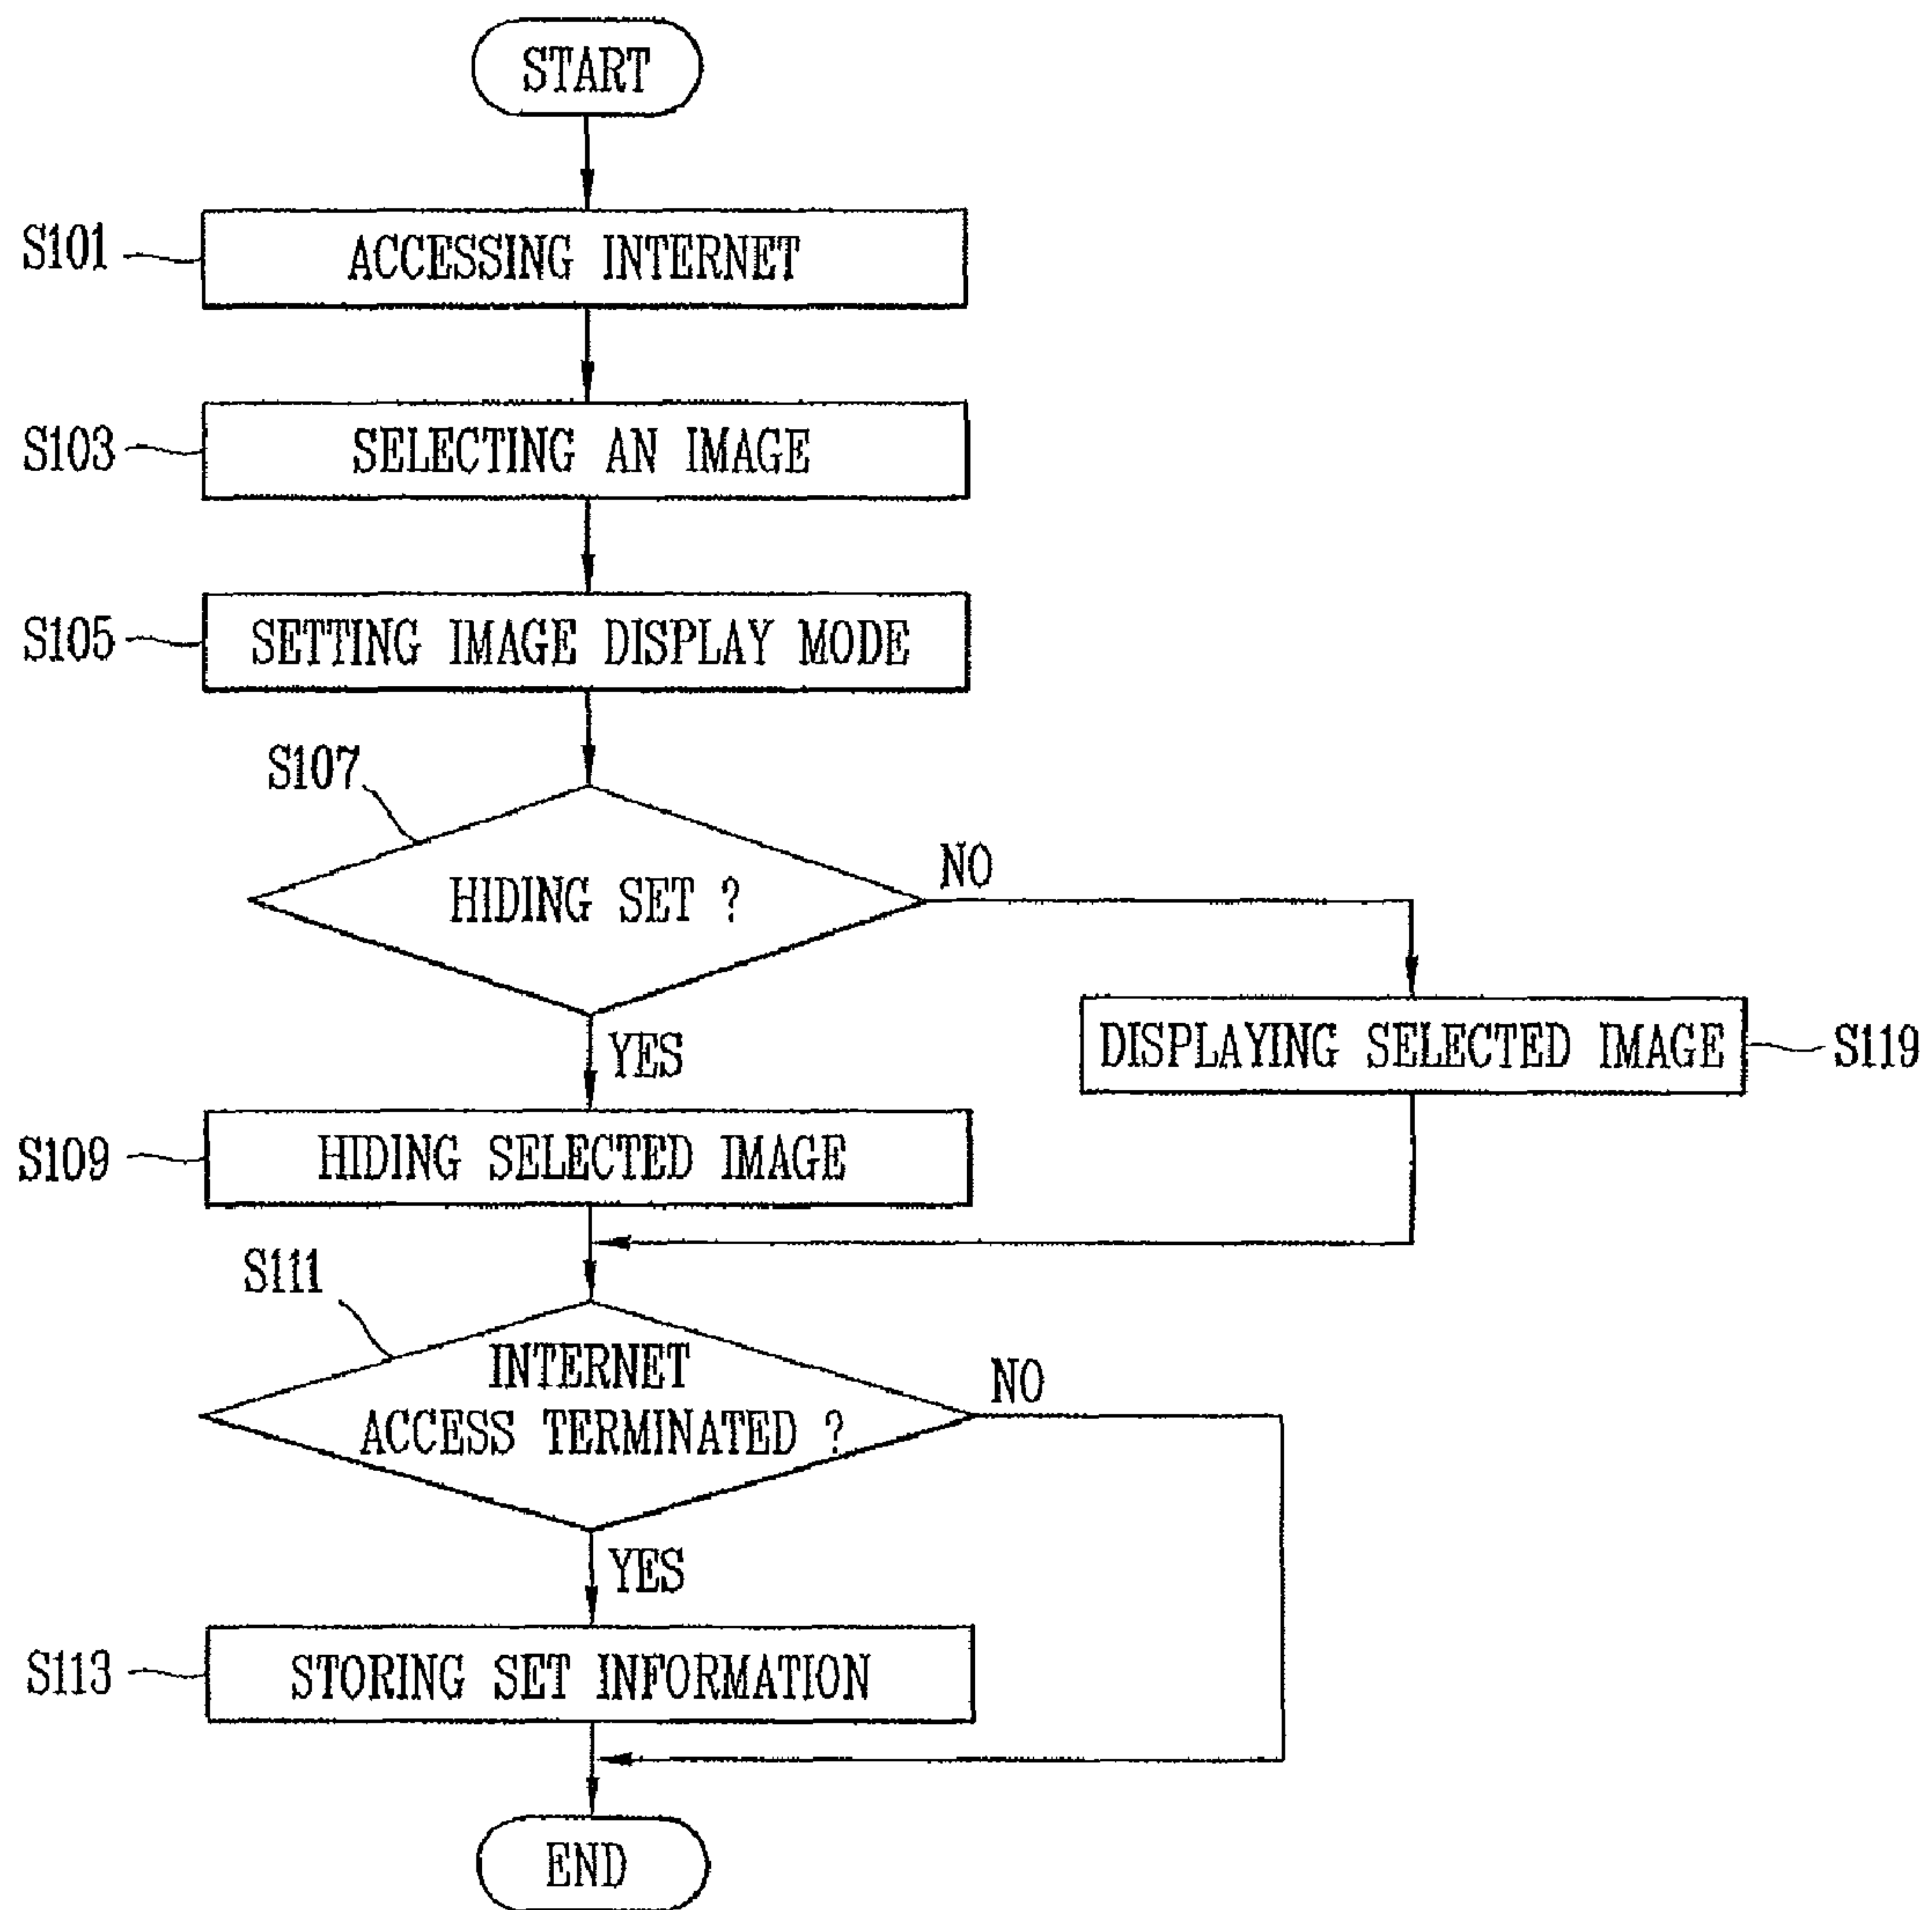 START
S101
ACCESSING INTERNET
S103
SELECTING AN IMAGE
S105
SETTING IMAGE DISPLAY MODE
S107
HIDING SET ?
NO
YES
DISPLAYING SELECTED IMAGE
S119
S109
HIDING SELECTED IMAGE
S111
INTERNET
ACCESS TERMINATED ?
NO
YES
S113
STORING SET INFORMATION
END